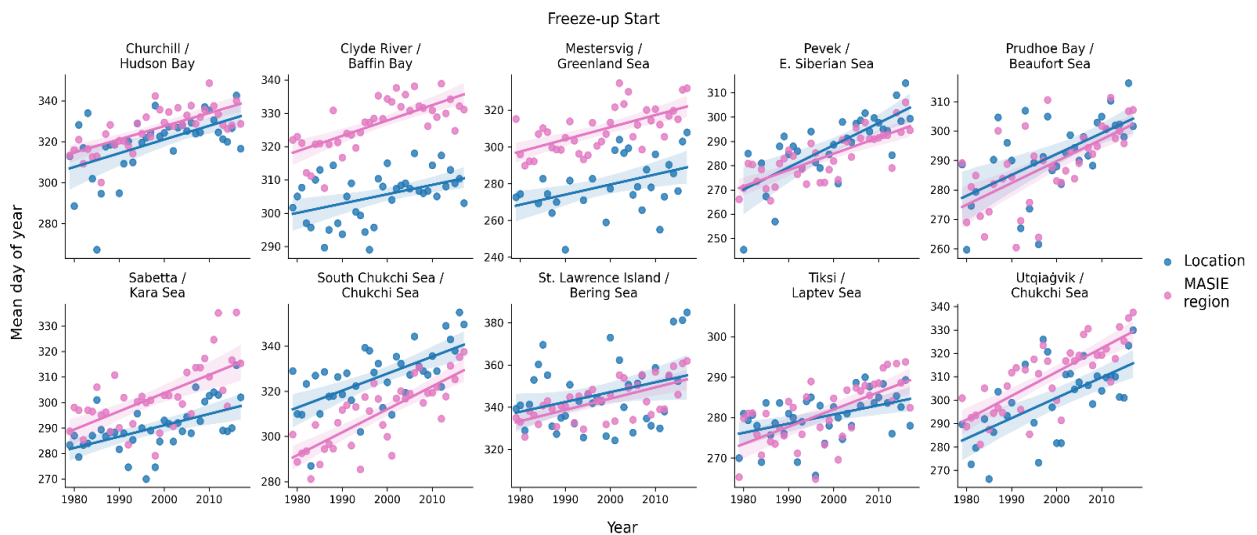 Freeze-up Start
Churchill /
Hudson Bay
Clyde River /
Baffin Bay
Mestersvig /
Greenland Sea
Pevek /
E. Siberian Sea
Prudhoe Bay /
Beaufort Sea
340
320
300
280
340
330
320
310
300
290
320
300
280
260
240
310
300
290
280
270
260
250
310
300
290
280
270
260
Sabetta /
Kara Sea
South Chukchi Sea /
Chukchi Sea
St. Lawrence Island /
Bering Sea
Tiksi /
Laptev Sea
Utqiaġvik /
Chukchi Sea
330
320
310
300
290
280
270
340
320
300
280
380
360
340
320
300
290
280
270
340
330
320
310
300
290
280
270
1980 1990 2000 2010
1980 1990 2000 2010
1980 1990 2000 2010
1980 1990 2000 2010
1980 1990 2000 2010
Mean day of year
Year
Location
MASIE
region